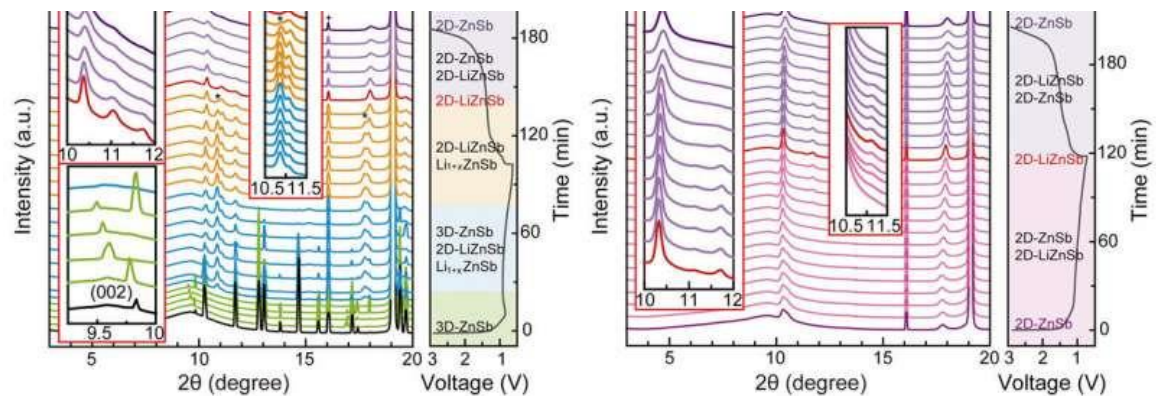 Intensity (a.u.)
10 11 12
9.5 10
(002)
10.5 11.5
5 10 15 20
2θ (degree)
2D-ZnSb
2D-ZnSb
2D-LiZnSb
2D-LiZnSb
2D-LiZnSb
Li₁₊ₓZnSb
3D-ZnSb
2D-LiZnSb
Li₁₊ₓZnSb
3D-ZnSb
3 2 1
Voltage (V)
180
120
60
0
Time (min)
Intensity (a.u.)
10 11 12
10.5 11.5
5 10 15 20
2θ (degree)
2D-ZnSb
2D-LiZnSb
2D-ZnSb
2D-LiZnSb
2D-ZnSb
2D-LiZnSb
2D-ZnSb
3 2 1
Voltage (V)
180
120
60
0
Time (min)